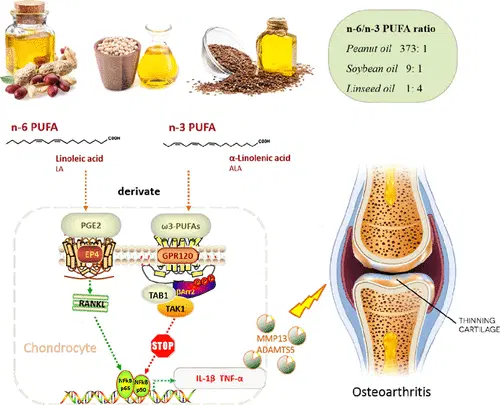 n-6/n-3 PUFA ratio
Peanut oil 373: 1
Soybean oil 9: 1
Linseed oil 1: 4
n-6 PUFA
n-3 PUFA
COOH
COOH
Linoleic acid
LA
α-Linolenic acid
ALA
derivate
PGE2
ω3-PUFAs
EP4
GPR120
βArr2
TAB1
TAK1
RANKL
STOP
Chondrocyte
MMP13
ADAMTS5
NFkB
p65
NFkB
p50
IL-1β TNF-α
THINNING
CARTILAGE
Osteoarthritis